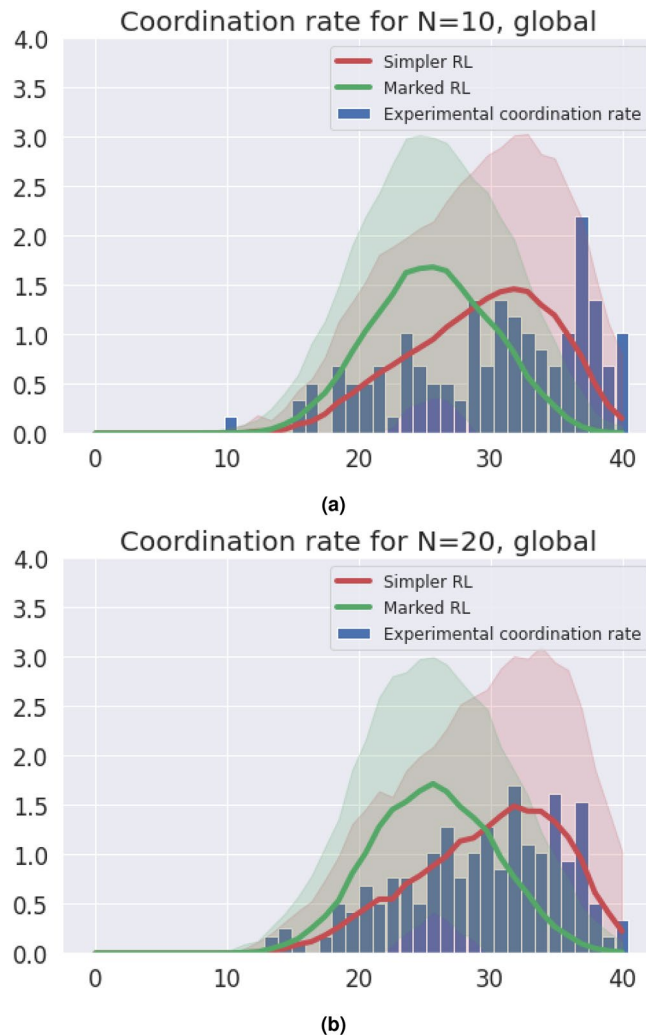 Coordination rate for N=10, global
4.0
3.5
3.0
2.5
2.0
1.5
1.0
0.5
0.0
Simpler RL
Marked RL
Experimental coordination rate
0 10 20 30 40
(a)
Coordination rate for N=20, global
4.0
3.5
3.0
2.5
2.0
1.5
1.0
0.5
0.0
Simpler RL
Marked RL
Experimental coordination rate
0 10 20 30 40
(b)